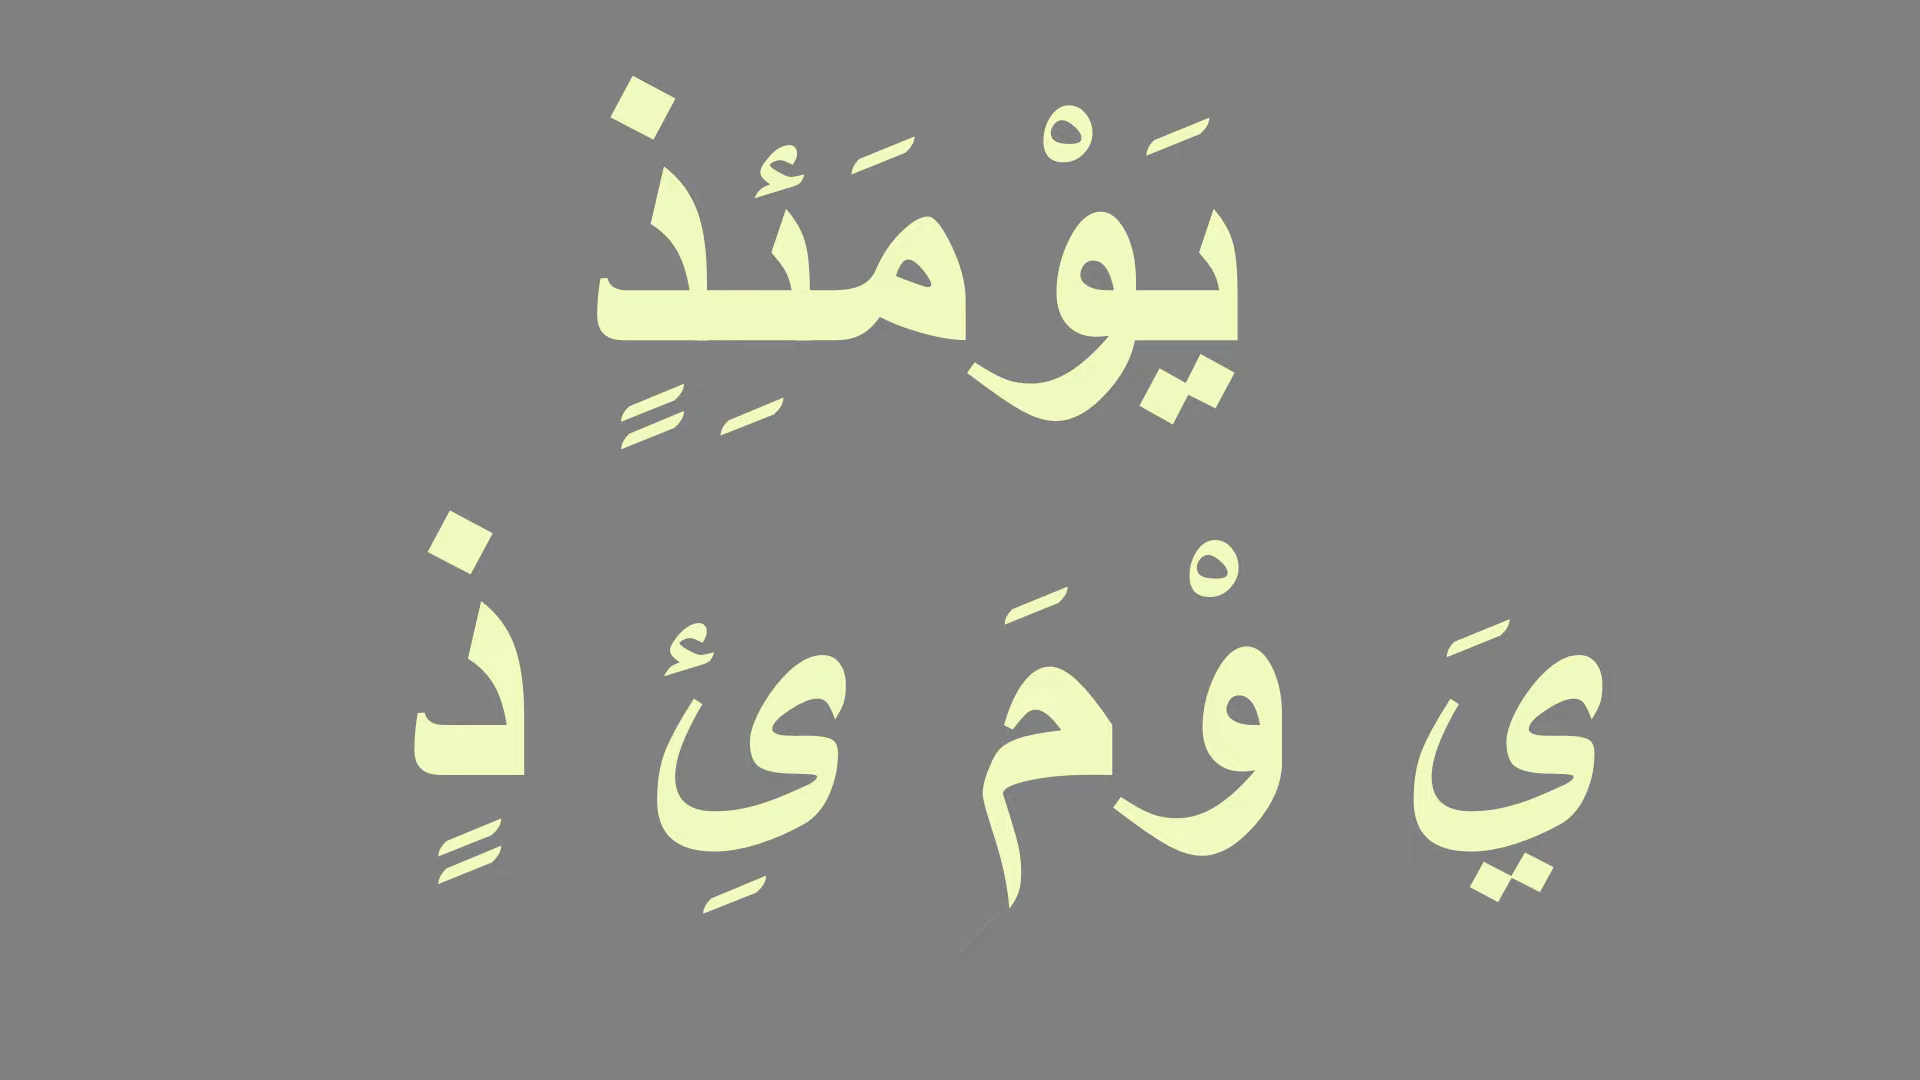 يَوْمَئِذٍ
يَ وْ مَ ئِ ذٍ